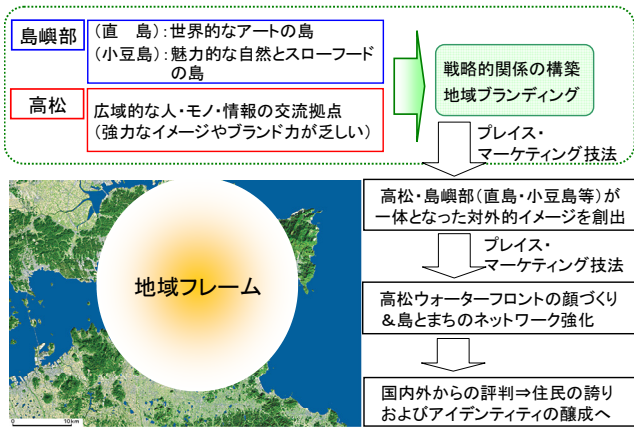 島嶼部
(直　島):世界的なアートの島
(小豆島):魅力的な自然とスローフード
の島
高松
広域的な人・モノ・情報の交流拠点
(強力なイメージやブランド力が乏しい)
戦略的関係の構築
地域ブランディング
プレイス・
マーケティング技法
高松・島嶼部(直島・小豆島等)が
一体となった対外的イメージを創出
プレイス・
マーケティング技法
高松ウォーターフロントの顔づくり
&島とまちのネットワーク強化
国内外からの評判⇒住民の誇り
およびアイデンティティの醸成へ
地域フレーム
0 10km